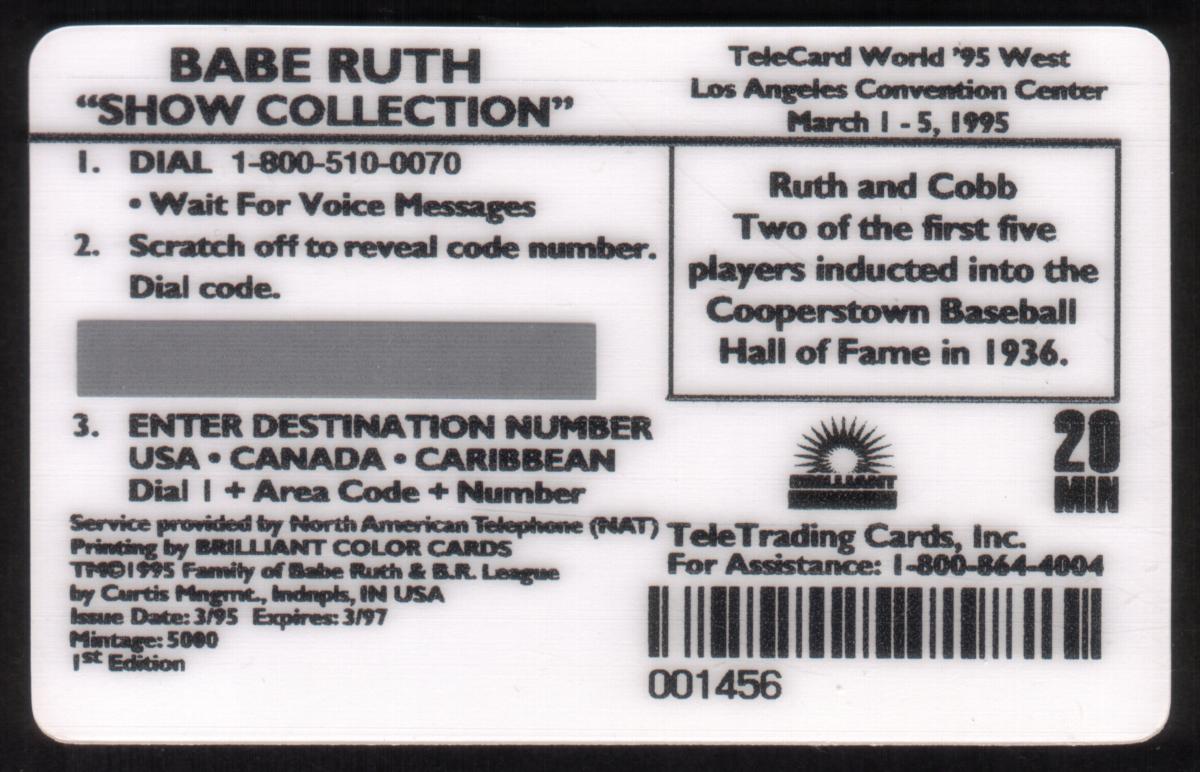 BABE RUTH
“SHOW COLLECTION”
TeleCard World '95 West
Los Angeles Convention Center
March 1 - 5, 1995
1. DIAL 1-800-510-0070
• Wait For Voice Messages
2. Scratch off to reveal code number.
Dial code.
3. ENTER DESTINATION NUMBER
USA • CANADA • CARIBBEAN
Dial 1 + Area Code + Number
Service provided by North American Telephone (NAT)
Printing by BRILLIANT COLOR CARDS
TM©1995 Family of Babe Ruth & B.R. League
by Curtis Mngmt., Indnpls, IN USA
Issue Date: 3/95 Expires: 3/97
Mintage: 5000
1st Edition
Ruth and Cobb
Two of the first five
players inducted into the
Cooperstown Baseball
Hall of Fame in 1936.
BRILLIANT
20
MIN
TeleTrading Cards, Inc.
For Assistance: 1-800-864-4004
001456